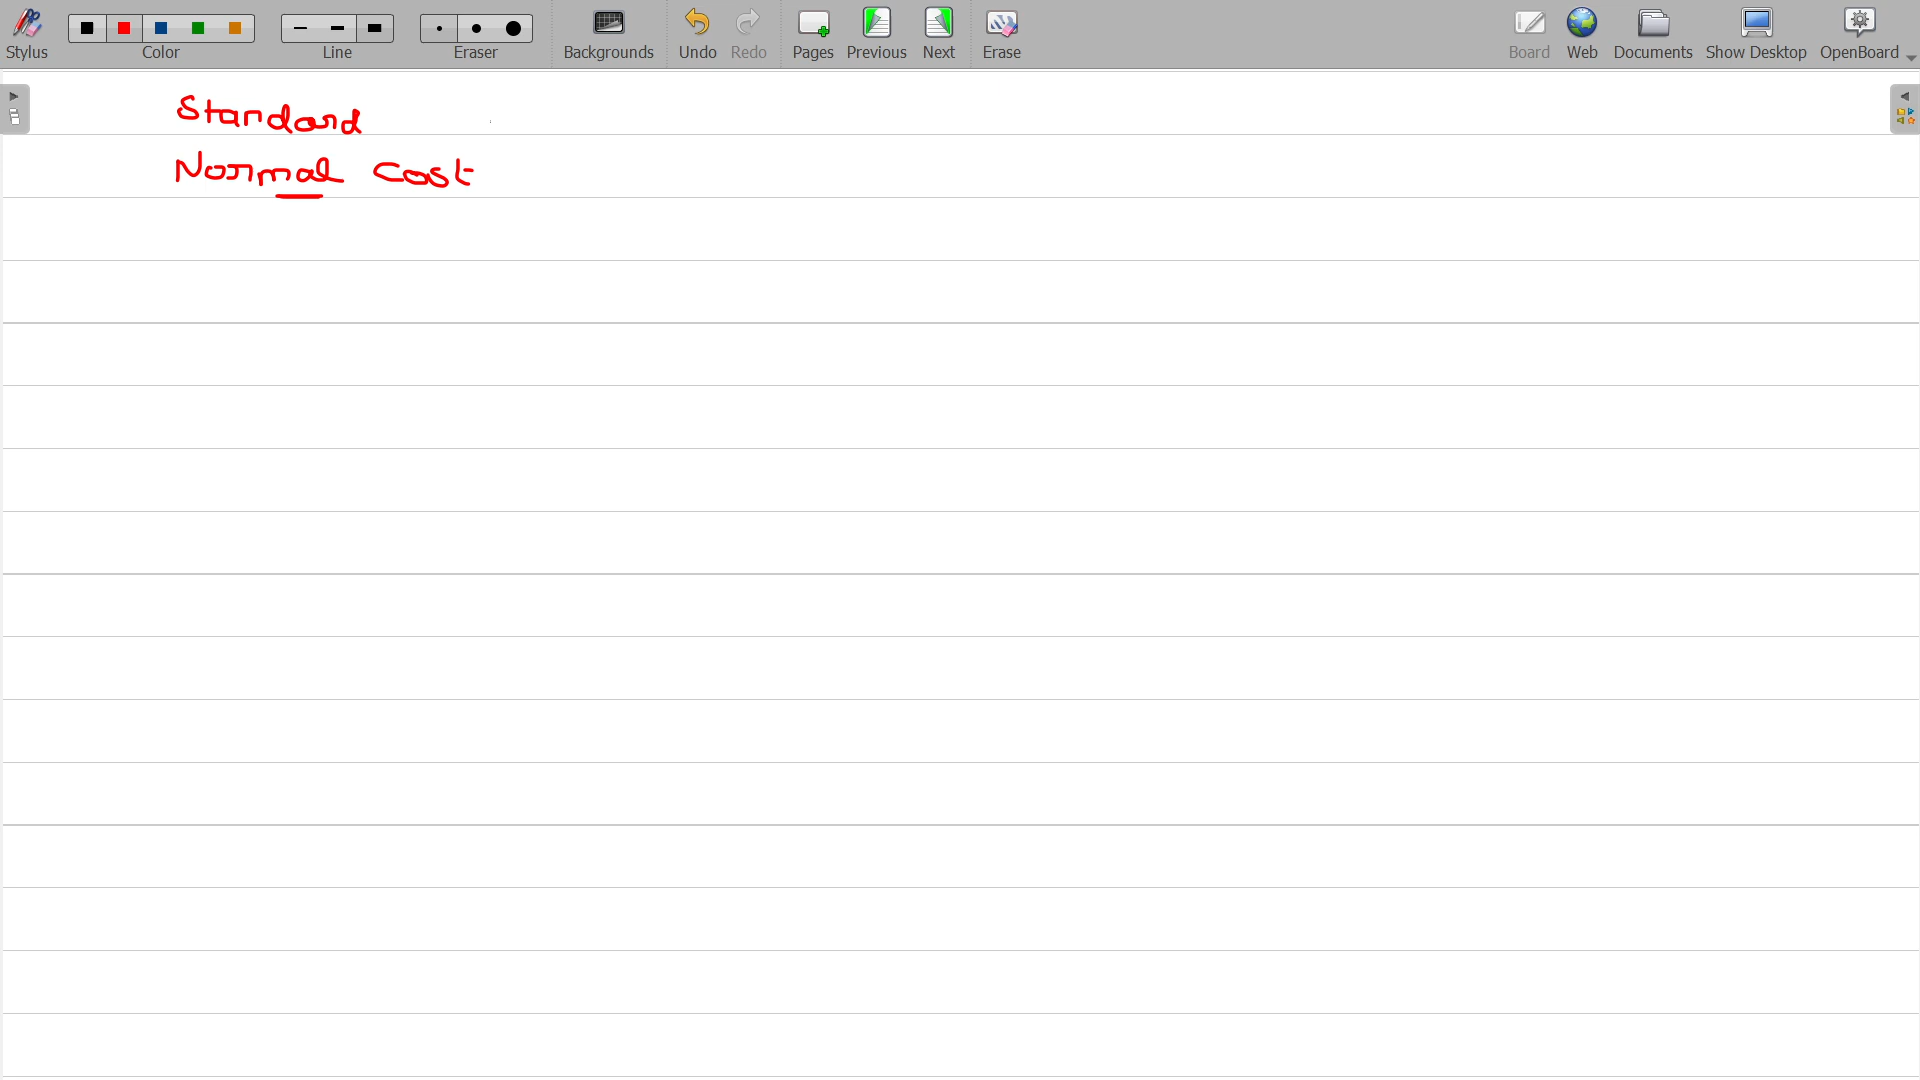 Stylus Color Line Eraser Backgrounds Undo Redo Pages Previous Next Erase Board Web Documents Show Desktop OpenBoard
Standard
Normal Cost